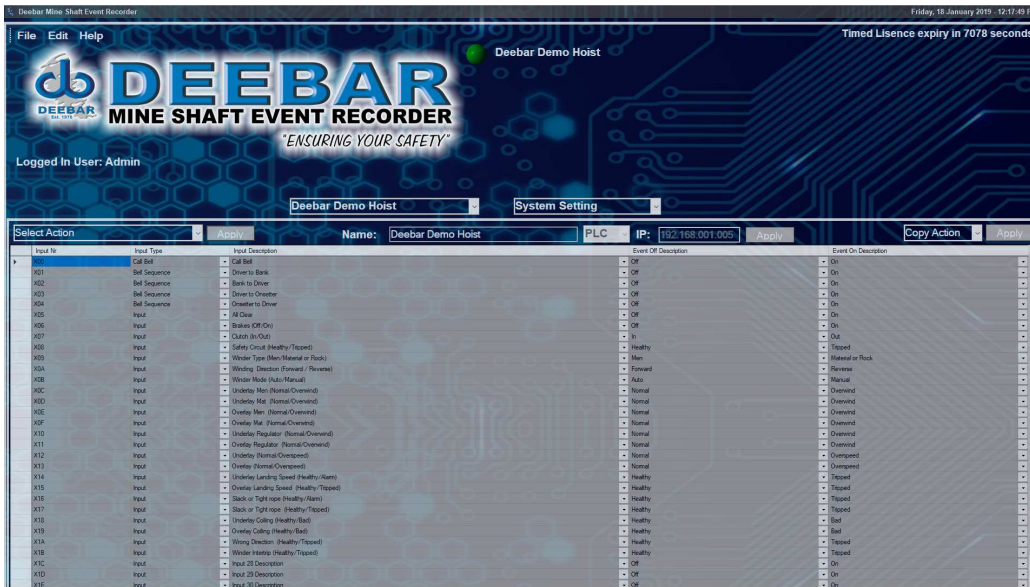 Deebar Mine Shaft Event Recorder
Friday, 18 January 2019 - 12:17:49 P
File Edit Help
Timed Lisence expiry in 7078 seconds
Deebar Demo Hoist
db DEEBAR
DEEBAR
Est. 1978
MINE SHAFT EVENT RECORDER
"ENSURING YOUR SAFETY"
Logged In User: Admin
Deebar Demo Hoist System Setting
Select Action Apply Name: Deebar Demo Hoist PLC IP: 192.168.001.005 Apply Copy Action Apply
Input Nr Input Type Input Description Event Off Description Event On Description
X00 Call Bell Call Bell Off On
X01 Bell Sequence Driver to Bank Off On
X02 Bell Sequence Bank to Driver Off On
X03 Bell Sequence Driver to Onsetter Off On
X04 Bell Sequence Onsetter to Driver Off On
X05 Input All Clear Off On
X06 Input Brakes (Off/On) Off On
X07 Input Clutch (In/Out) In Out
X08 Input Safety Circuit (Healthy/Tripped) Healthy Tripped
X09 Input Winder Type (Men/Material or Rock) Men Material or Rock
X0A Input Winding Direction (Forward / Reverse) Forward Reverse
X0B Input Winder Mode (Auto/Manual) Auto Manual
X0C Input Underlay Men (Normal/Overwind) Normal Overwind
X0D Input Underlay Mat (Normal/Overwind) Normal Overwind
X0E Input Overlay Men (Normal/Overwind) Normal Overwind
X0F Input Overlay Mat (Normal/Overwind) Normal Overwind
X10 Input Underlay Regulator (Normal/Overwind) Normal Overwind
X11 Input Overlay Regulator (Normal/Overwind) Normal Overwind
X12 Input Underlay (Normal/Overspeed) Normal Overspeed
X13 Input Overlay (Normal/Overspeed) Normal Overspeed
X14 Input Underlay Landing Speed (Healthy/Alarm) Healthy Tripped
X15 Input Overlay Landing Speed (Healthy/Tripped) Healthy Tripped
X16 Input Slack or Tight rope (Healthy/Alarm) Healthy Tripped
X17 Input Slack or Tight rope (Healthy/Tripped) Healthy Tripped
X18 Input Underlay Coiling (Healthy/Bad) Healthy Bad
X19 Input Overlay Coiling (Healthy/Bad) Healthy Bad
X1A Input Wrong Direction (Healthy/Tripped) Healthy Tripped
X1B Input Winder Intertrip (Healthy/Tripped) Healthy Tripped
X1C Input Input 28 Description Off On
X1D Input Input 29 Description Off On
X1E Input Input 30 Description Off On